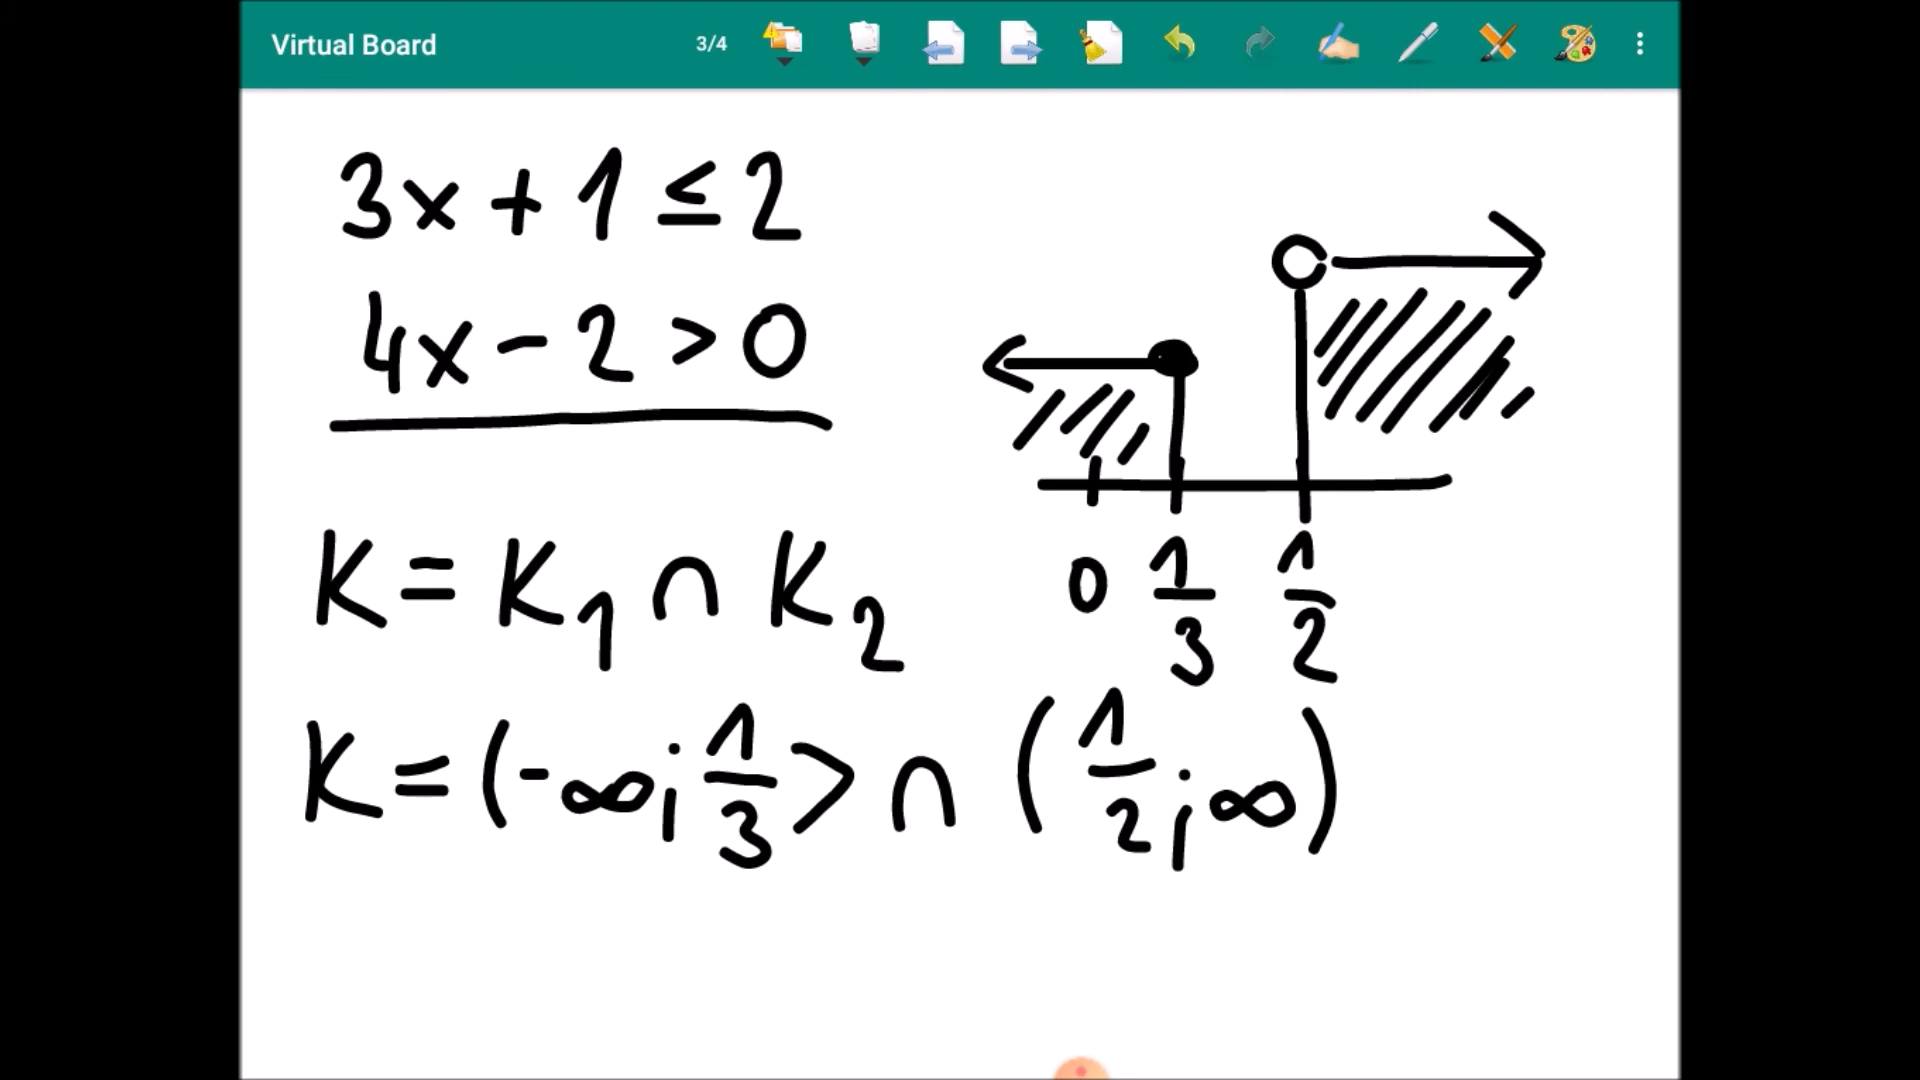 Virtual Board 3/4
3x + 1 ≤ 2
4x - 2 > 0
0 1/3 1/2
K = K₁ ∩ K₂
K = (-∞; 1/3> ∩ (1/2; ∞)